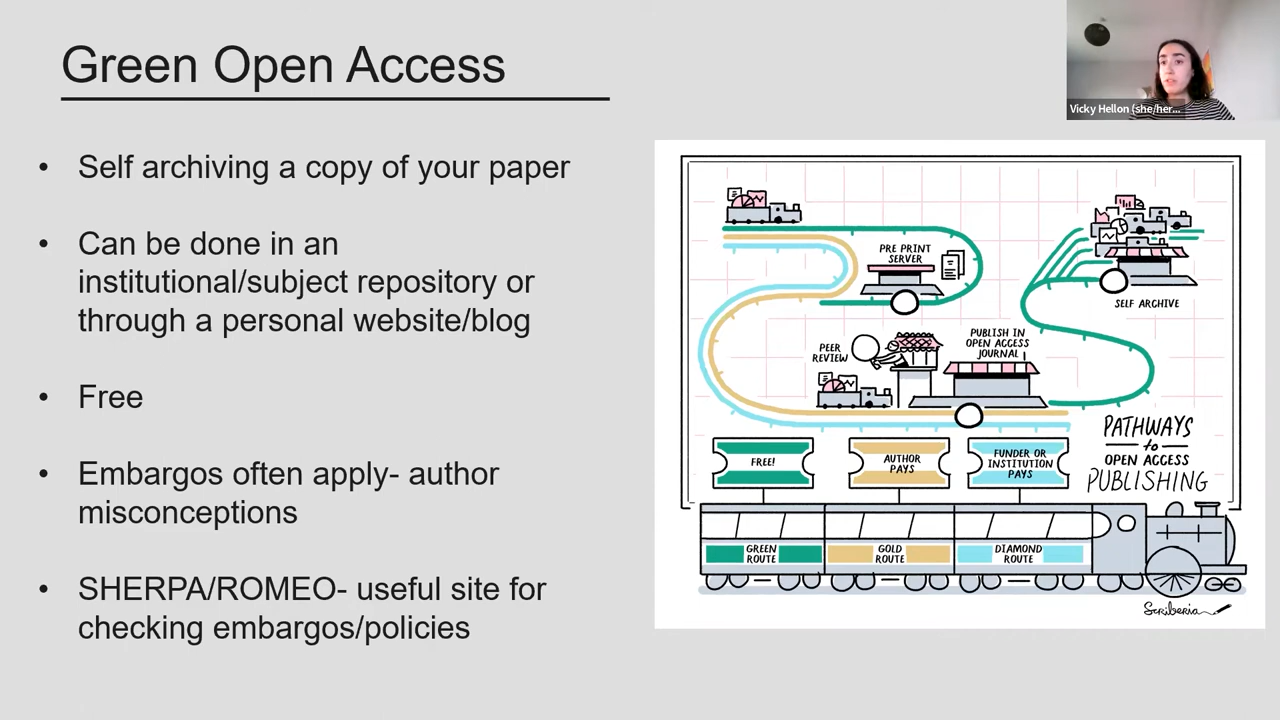 Green Open Access
Vicky Hellon (she/her...
• Self archiving a copy of your paper
• Can be done in an
institutional/subject repository or
through a personal website/blog
• Free
• Embargos often apply- author
misconceptions
• SHERPA/ROMEO- useful site for
checking embargos/policies
PRE PRINT
SERVER
SELF ARCHIVE
PEER
REVIEW
PUBLISH IN
OPEN ACCESS
JOURNAL
PATHWAYS
to
OPEN ACCESS
PUBLISHING
FREE!
AUTHOR
PAYS
FUNDER OR
INSTITUTION
PAYS
GREEN
ROUTE
GOLD
ROUTE
DIAMOND
ROUTE
Scriberia